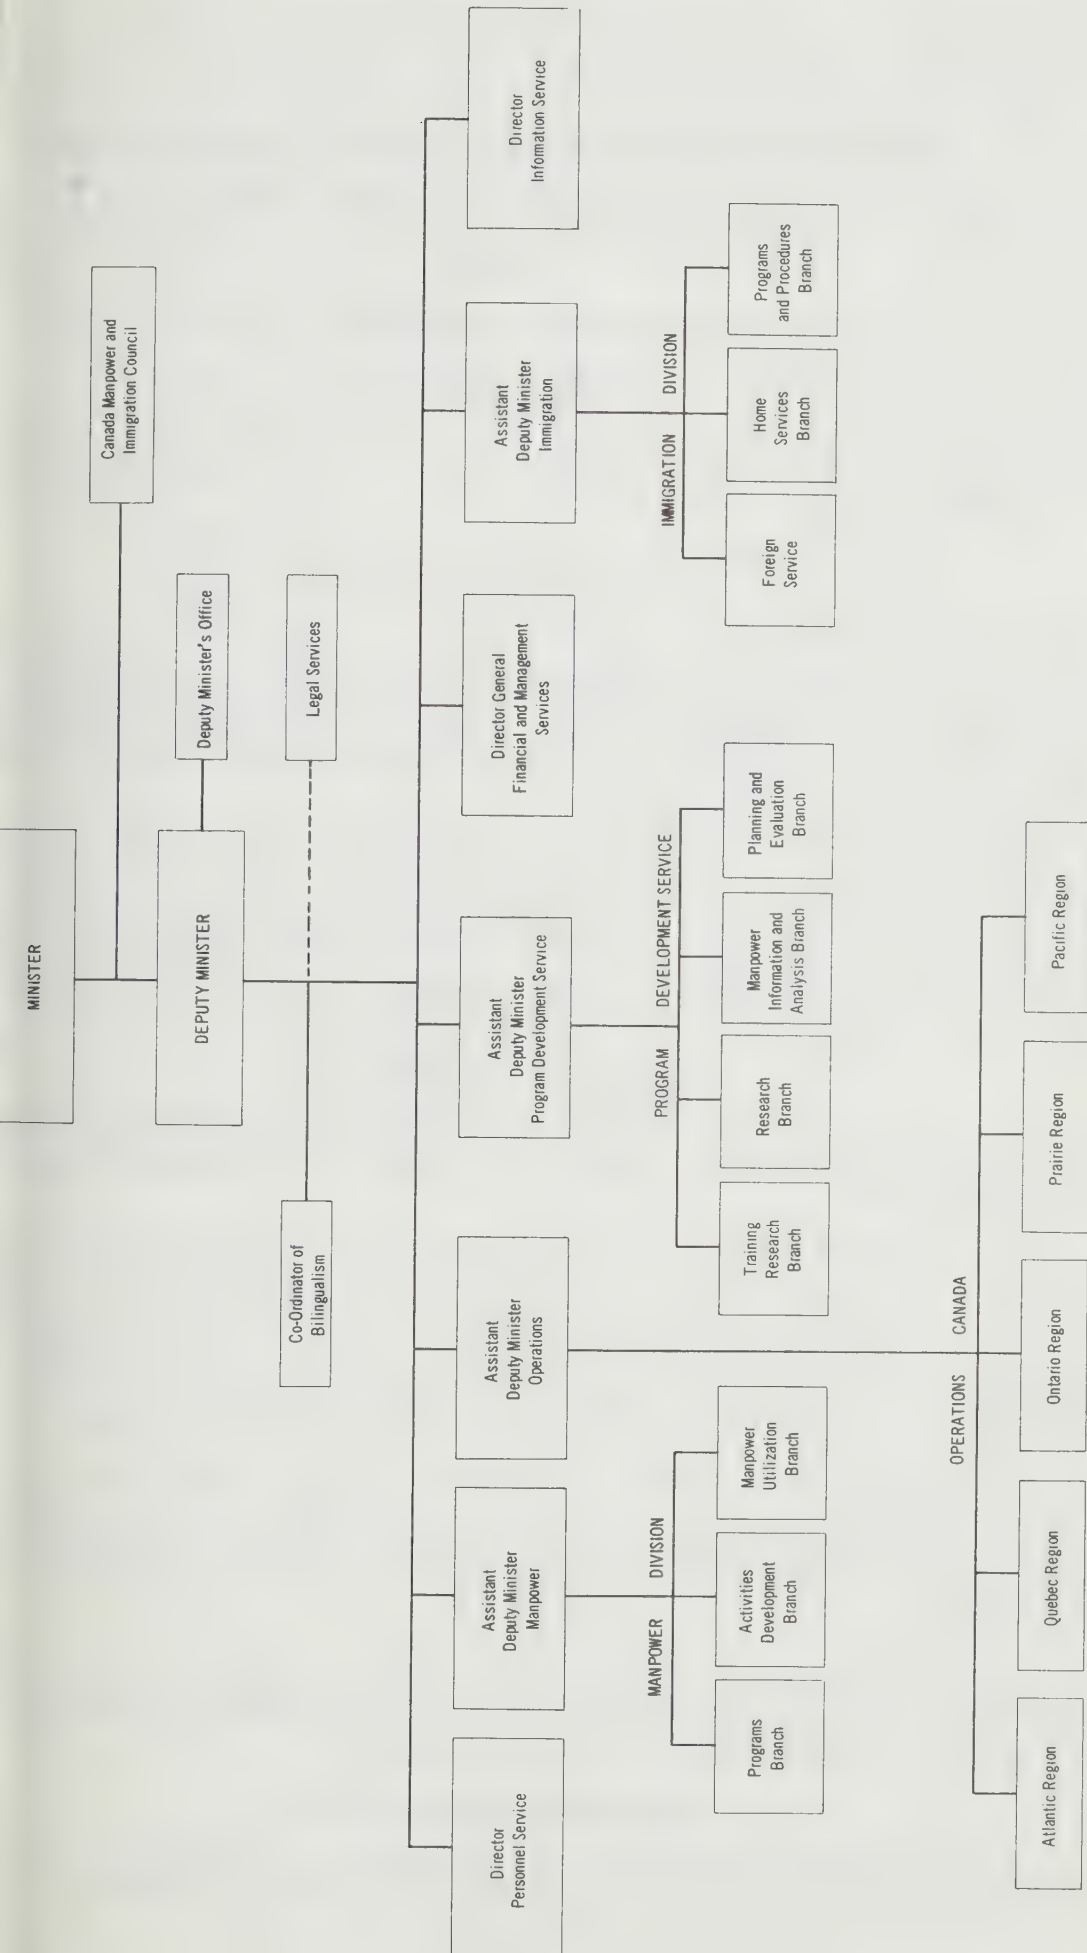 MINISTER
Canada Manpower and
Immigration Council
DEPUTY MINISTER
Deputy Minister's Office
Co-Ordinator of
Bilingualism
Legal Services
Director
Personnel Service
Assistant
Deputy Minister
Manpower
Assistant
Deputy Minister
Operations
Assistant
Deputy Minister
Program Development Service
Director General
Financial and Management
Services
Assistant
Deputy Minister
Immigration
Director
Information Service
MANPOWER DIVISION
Programs
Branch
Activities
Development
Branch
Manpower
Utilization
Branch
PROGRAM DEVELOPMENT SERVICE
Training
Research
Branch
Research
Branch
Manpower
Information and
Analysis Branch
Planning and
Evaluation
Branch
IMMIGRATION DIVISION
Foreign
Service
Home
Services
Branch
Programs
and Procedures
Branch
OPERATIONS CANADA
Atlantic Region
Quebec Region
Ontario Region
Prairie Region
Pacific Region